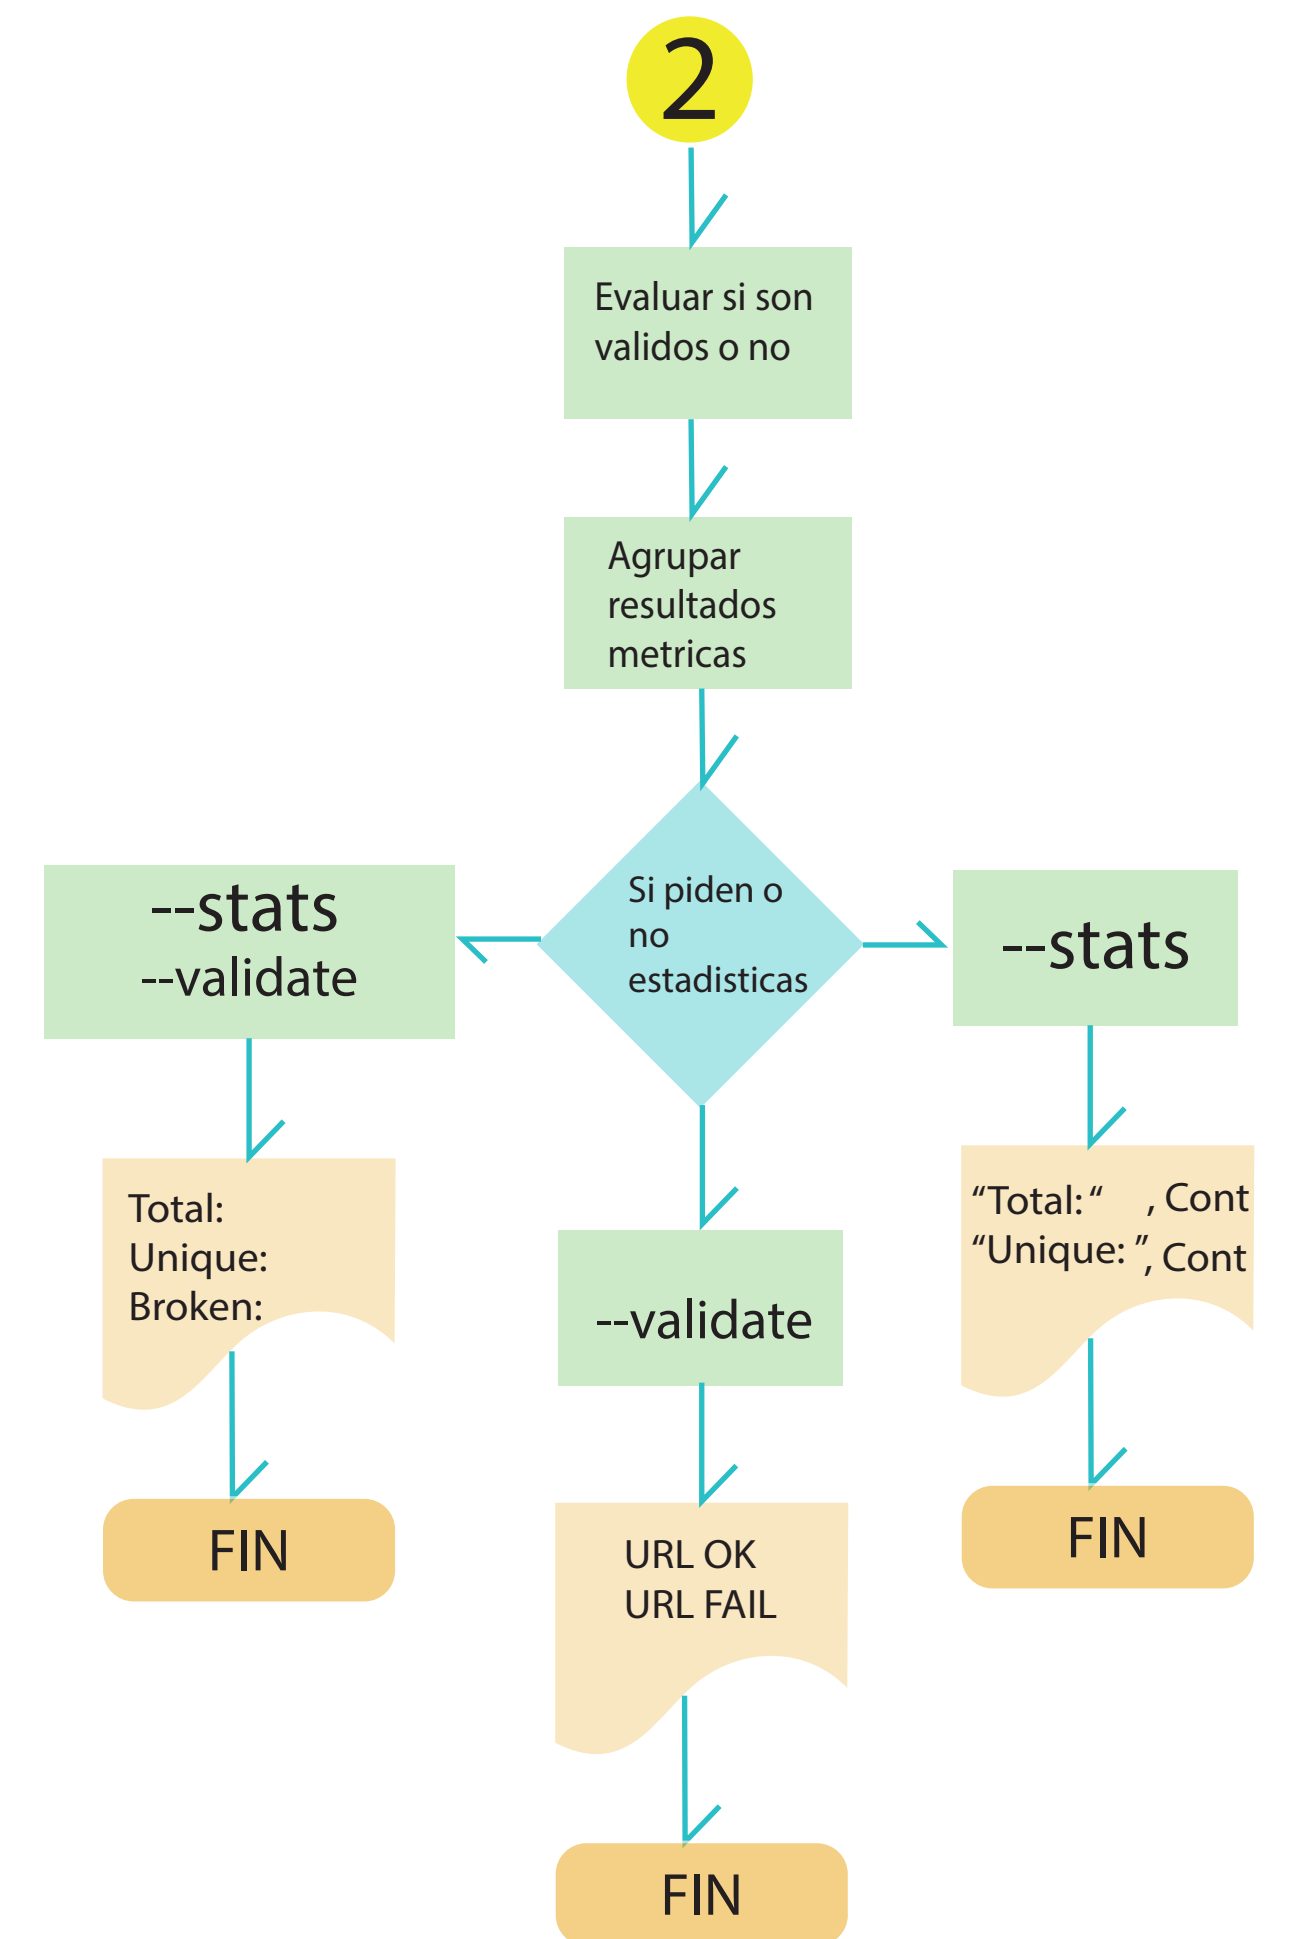 2
Evaluar si son
validos o no
Agrupar
resultados
metricas
Si piden o
no
estadisticas
--stats
--validate
--stats
Total:
Unique:
Broken:
--validate
“Total: “ , Cont
“Unique: ”, Cont
FIN
URL OK
URL FAIL
FIN
FIN